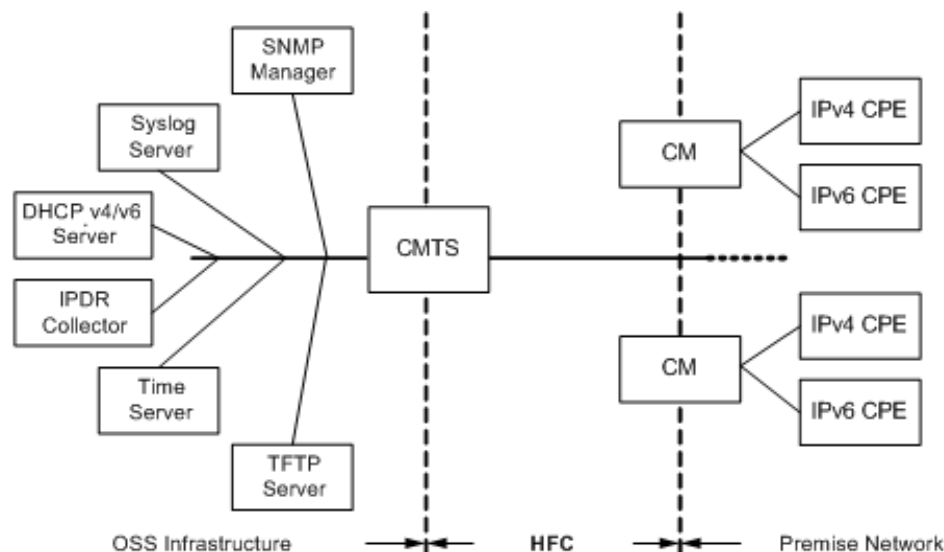 SNMP
Manager
Syslog
Server
DHCP v4/v6
Server
IPDR
Collector
Time
Server
TFTP
Server
CMTS
CM
IPv4 CPE
IPv6 CPE
CM
IPv4 CPE
IPv6 CPE
OSS Infrastructure
HFC
Premise Network